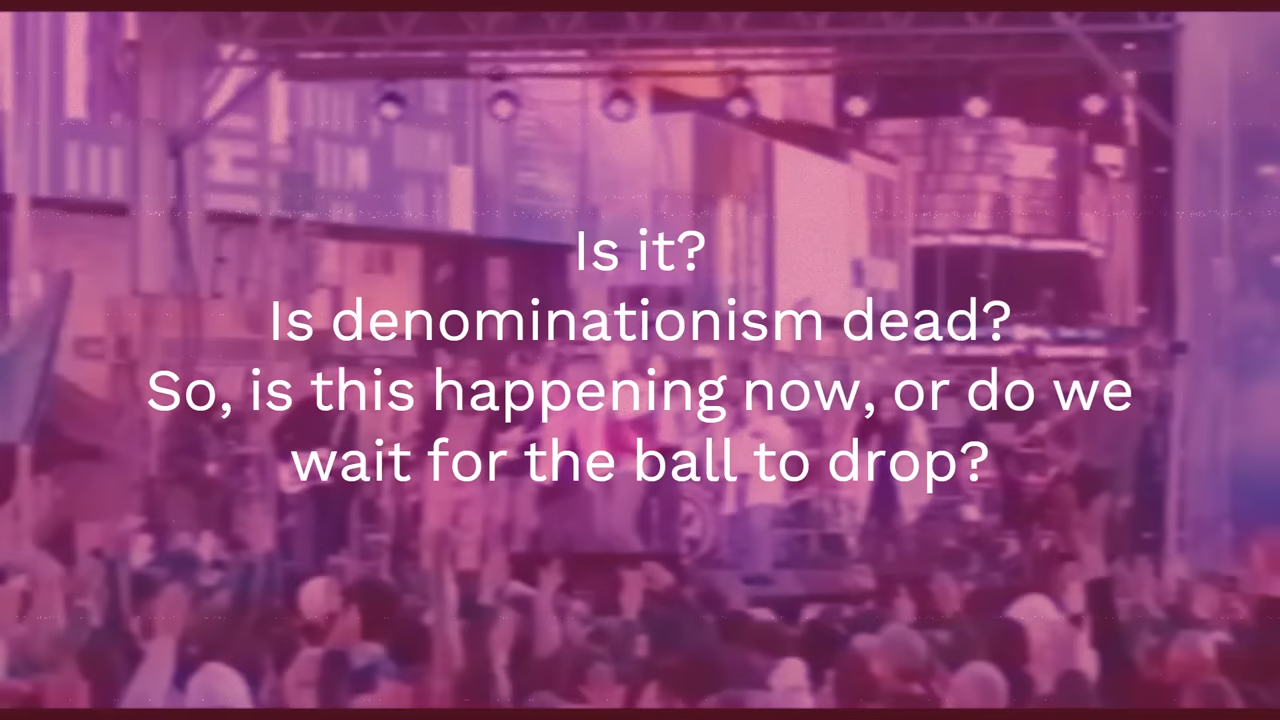 Is it?
Is denominationism dead?
So, is this happening now, or do we
wait for the ball to drop?